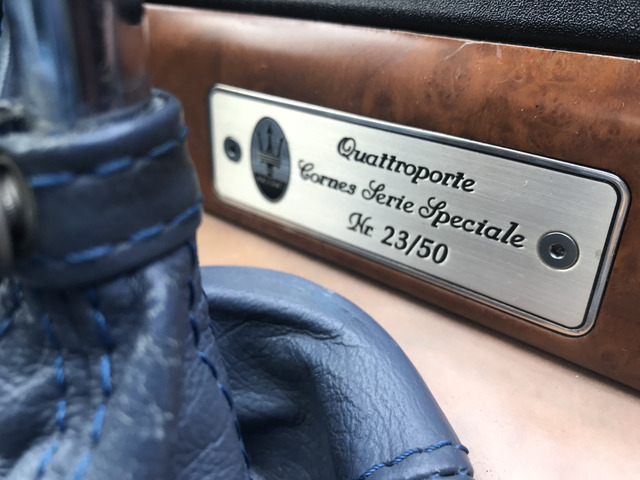 Quattroporte
Cornes Serie Speciale
Nr. 23/50